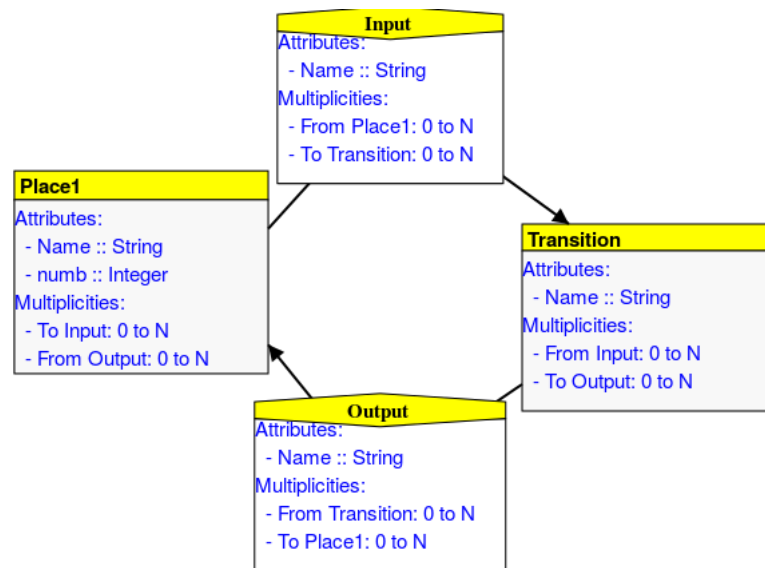 Input
Attributes:
- Name :: String
Multiplicities:
- From Place1: 0 to N
- To Transition: 0 to N
Place1
Attributes:
- Name :: String
- numb :: Integer
Multiplicities:
- To Input: 0 to N
- From Output: 0 to N
Transition
Attributes:
- Name :: String
Multiplicities:
- From Input: 0 to N
- To Output: 0 to N
Output
Attributes:
- Name :: String
Multiplicities:
- From Transition: 0 to N
- To Place1: 0 to N